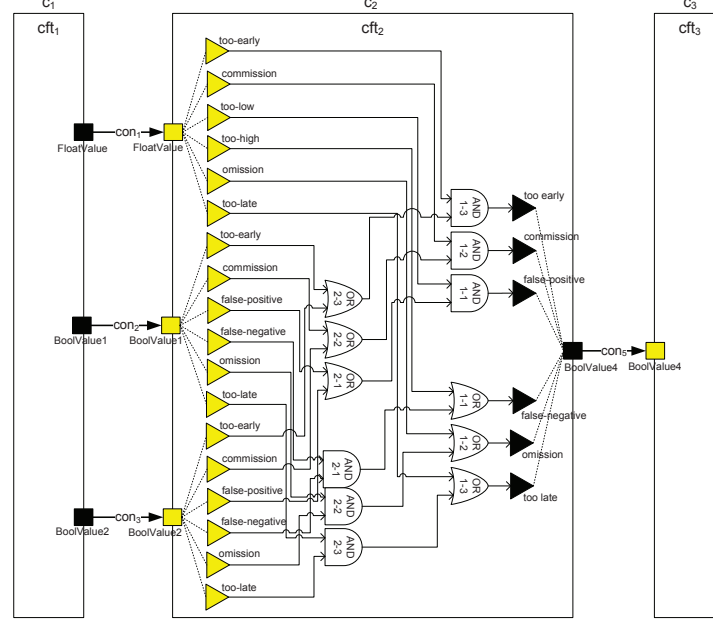 c1
c2
c3
cft1
cft2
cft3
too-early
commission
too-low
too-high
omission
too-late
FloatValue
con1
FloatValue
too-early
commission
false-positive
false-negative
omission
too-late
BoolValue1
con2
BoolValue1
too-early
commission
false-positive
false-negative
omission
too-late
BoolValue2
con3
BoolValue2
OR
2-3
OR
2-2
OR
2-1
AND
2-1
AND
2-2
AND
2-3
AND
1-3
AND
1-2
AND
1-1
OR
1-1
OR
1-2
OR
1-3
too early
commission
false-positive
false-negative
omission
too late
BoolValue4
con5
BoolValue4